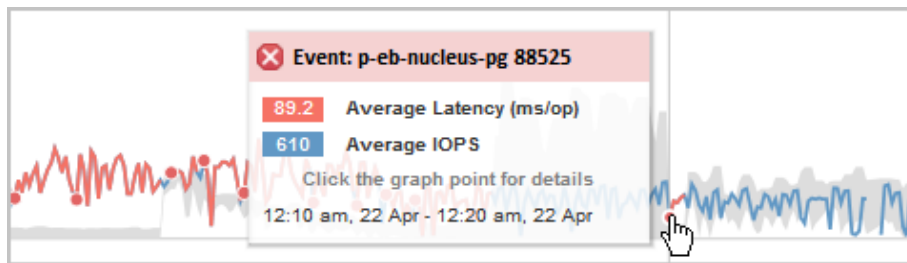 Event: p-eb-nucleus-pg 88525
89.2 Average Latency (ms/op)
610 Average IOPS
Click the graph point for details
12:10 am, 22 Apr - 12:20 am, 22 Apr